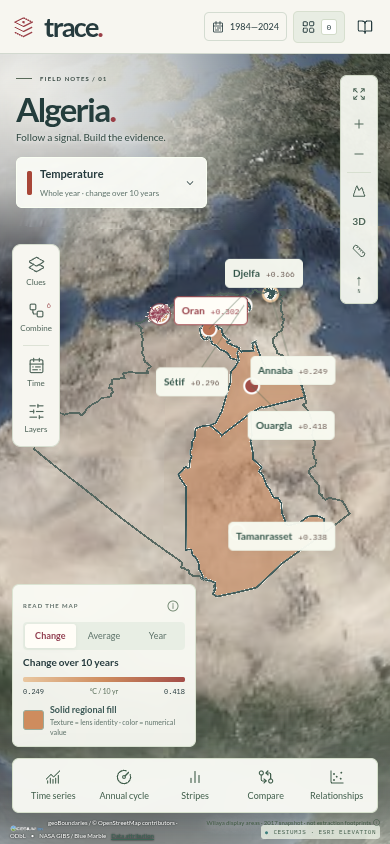 trace.
1984—2024
0
FIELD NOTES / 01
Algeria.
Follow a signal. Build the evidence.
Temperature
Whole year · change over 10 years
3D
Clues
6
Combine
Time
Layers
Djelfa +0.366
Oran +0.302
Sétif +0.296
Annaba +0.249
Ouargla +0.418
Tamanrasset +0.338
READ THE MAP
Change
Average
Year
Change over 10 years
0.249 °C / 10 yr 0.418
Solid regional fill
Texture = lens identity · color = numerical
value
Time series
Annual cycle
Stripes
Compare
Relationships
geoBoundaries / © OpenStreetMap contributors ·
ODbL • NASA GIBS / Blue Marble
CESIUMJS · ESRI ELEVATION